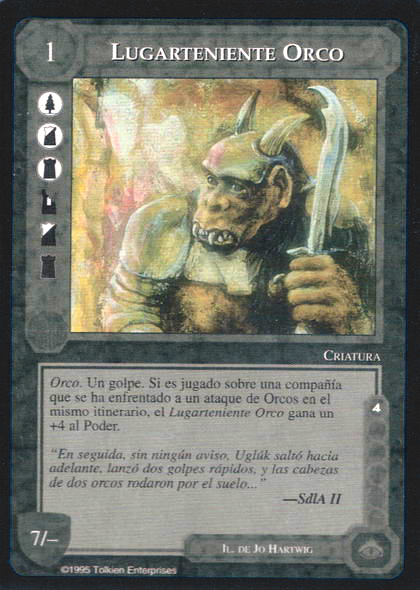 1
LUGARTENIENTE ORCO
CRIATURA
Orco. Un golpe. Si es jugado sobre una compañía
que se ha enfrentado a un ataque de Orcos en el
mismo itinerario, el Lugarteniente Orco gana un
+4 al Poder.
4
“En seguida, sin ningún aviso, Uglúk saltó hacia
adelante, lanzó dos golpes rápidos, y las cabezas
de dos orcos rodaron por el suelo...”
—SdlA II
7/–
IL. DE JO HARTWIG
©1995 Tolkien Enterprises